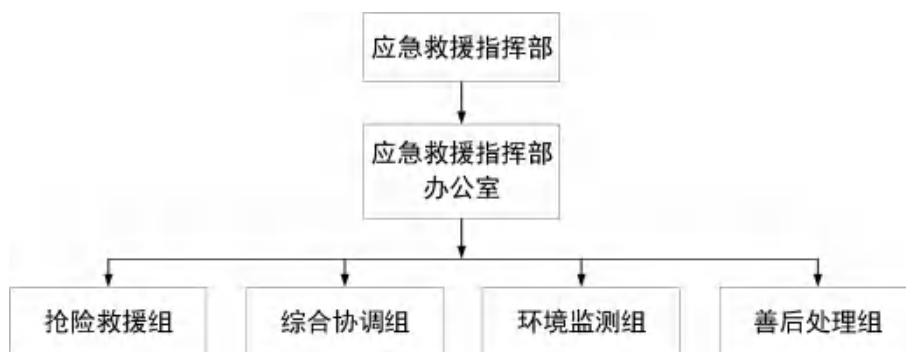 应急救援指挥部
应急救援指挥部
办公室
抢险救援组
综合协调组
环境监测组
善后处理组